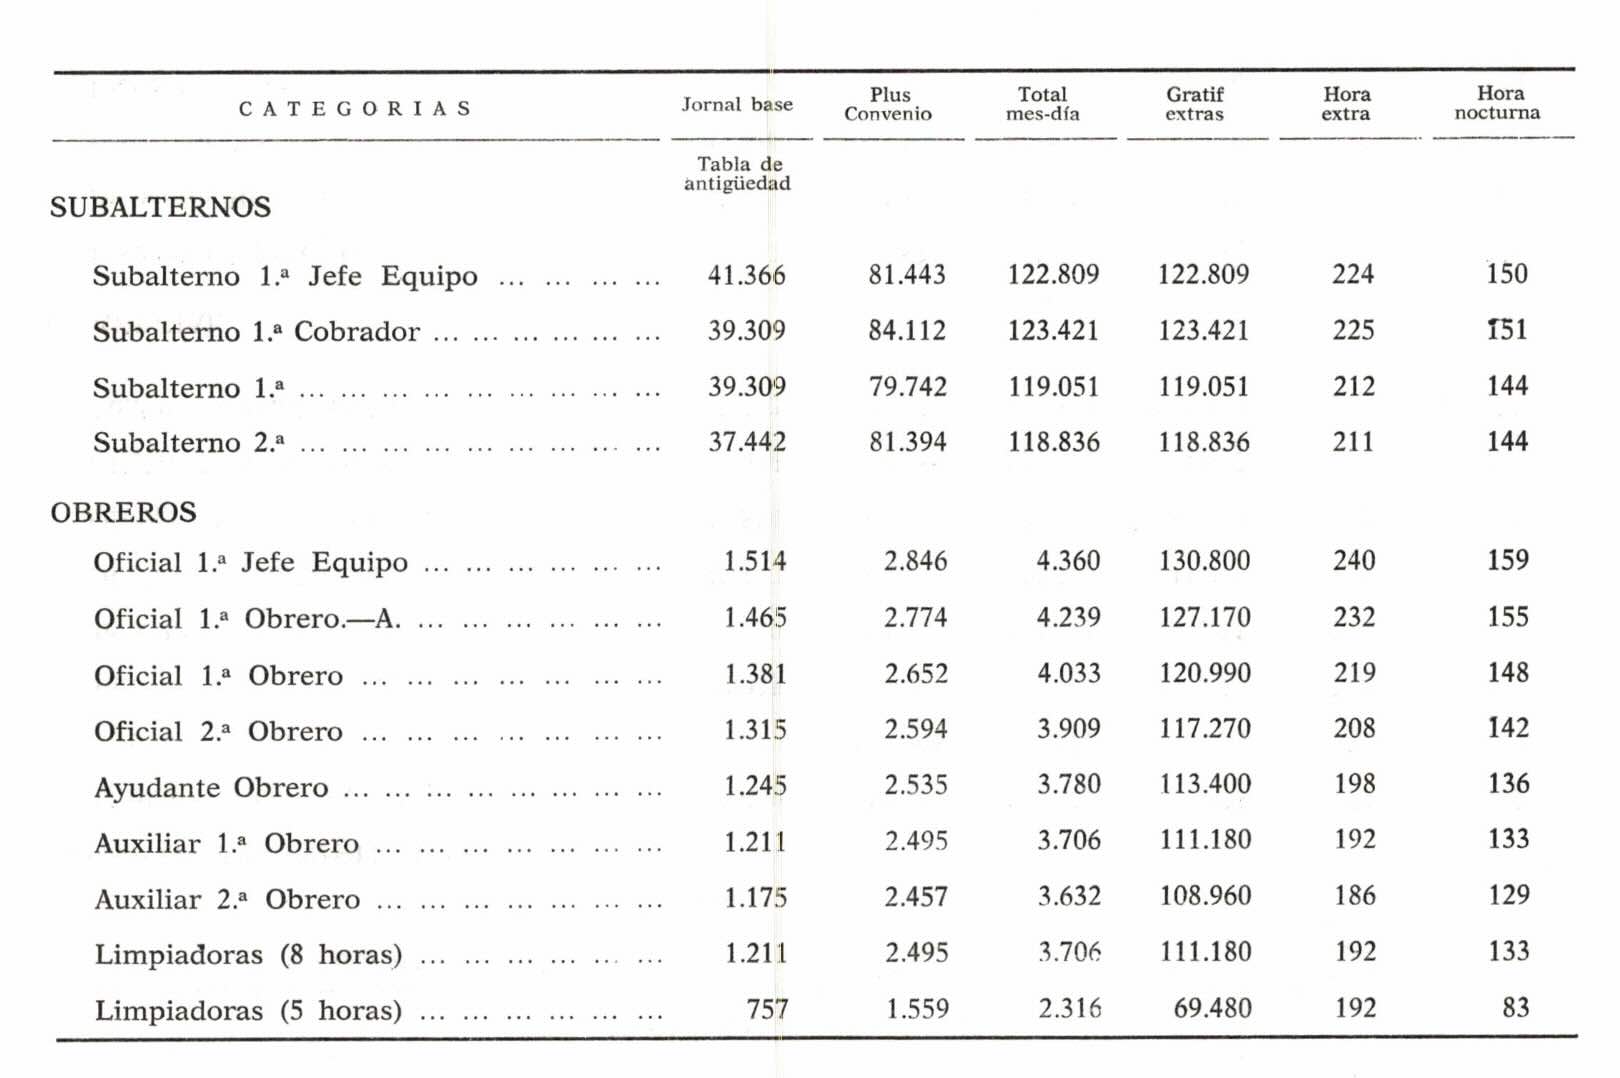 CATEGORIAS Jornal base Plus Convenio Total mes-día Gratif extras Hora extra Hora nocturna
Tabla de
antigüedad
SUBALTERNOS
Subalterno 1.ª Jefe Equipo ... ... ... ... 41.366 81.443 122.809 122.809 224 150
Subalterno 1.ª Cobrador ... ... ... ... ... ... 39.309 84.112 123.421 123.421 225 151
Subalterno 1.ª ... ... ... ... ... ... ... ... ... 39.309 79.742 119.051 119.051 212 144
Subalterno 2.ª ... ... ... ... ... ... ... ... ... 37.442 81.394 118.836 118.836 211 144
OBREROS
Oficial 1.ª Jefe Equipo ... ... ... ... ... ... 1.514 2.846 4.360 130.800 240 159
Oficial 1.ª Obrero.—A. ... ... ... ... ... ... 1.465 2.774 4.239 127.170 232 155
Oficial 1.ª Obrero ... ... ... ... ... ... ... 1.381 2.652 4.033 120.990 219 148
Oficial 2.ª Obrero ... ... ... ... ... ... ... 1.315 2.594 3.909 117.270 208 142
Ayudante Obrero ... ... ... ... ... ... ... ... 1.245 2.535 3.780 113.400 198 136
Auxiliar 1.ª Obrero ... ... ... ... ... ... ... 1.211 2.495 3.706 111.180 192 133
Auxiliar 2.ª Obrero ... ... ... ... ... ... ... 1.175 2.457 3.632 108.960 186 129
Limpiadoras (8 horas) ... ... ... ... ... ... 1.211 2.495 3.706 111.180 192 133
Limpiadoras (5 horas) ... ... ... ... ... ... 757 1.559 2.316 69.480 192 83